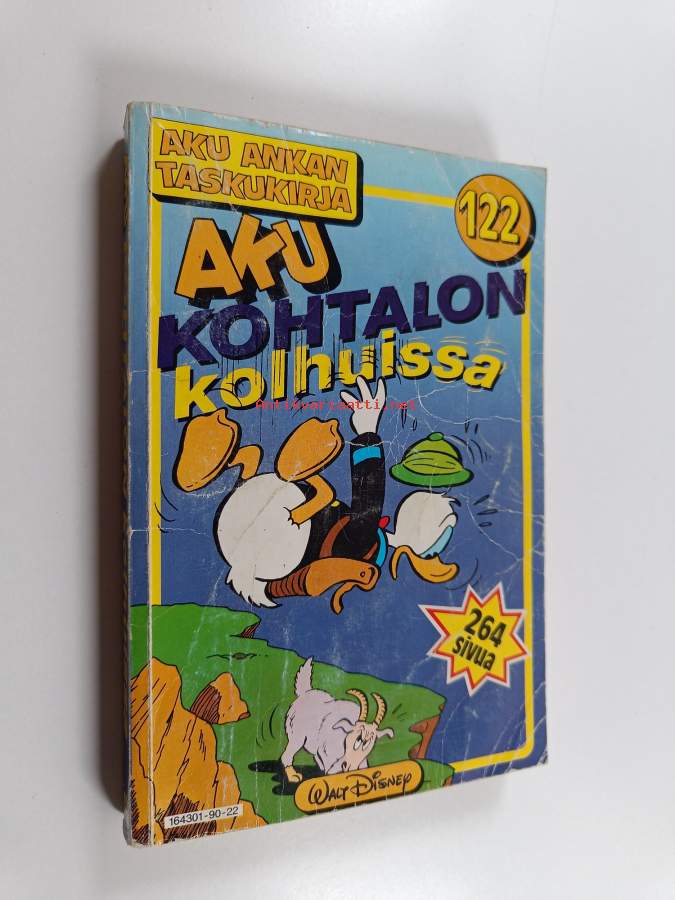 AKU ANKAN
TASKUKIRJA
122
AKU
KOHTALON
kolhuissa
Antikvariaatti.net
264
sivua
WALT DISNEY
164301-90-22